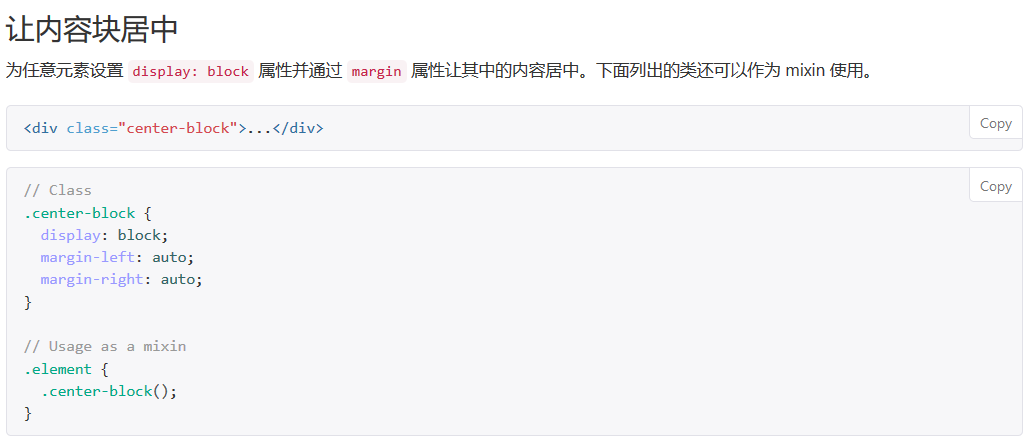 让内容块居中
为任意元素设置 display: block 属性并通过 margin 属性让其中的内容居中。下面列出的类还可以作为 mixin 使用。
Copy
<div class="center-block">...</div>
Copy
// Class
.center-block {
  display: block;
  margin-left: auto;
  margin-right: auto;
}

// Usage as a mixin
.element {
  .center-block();
}